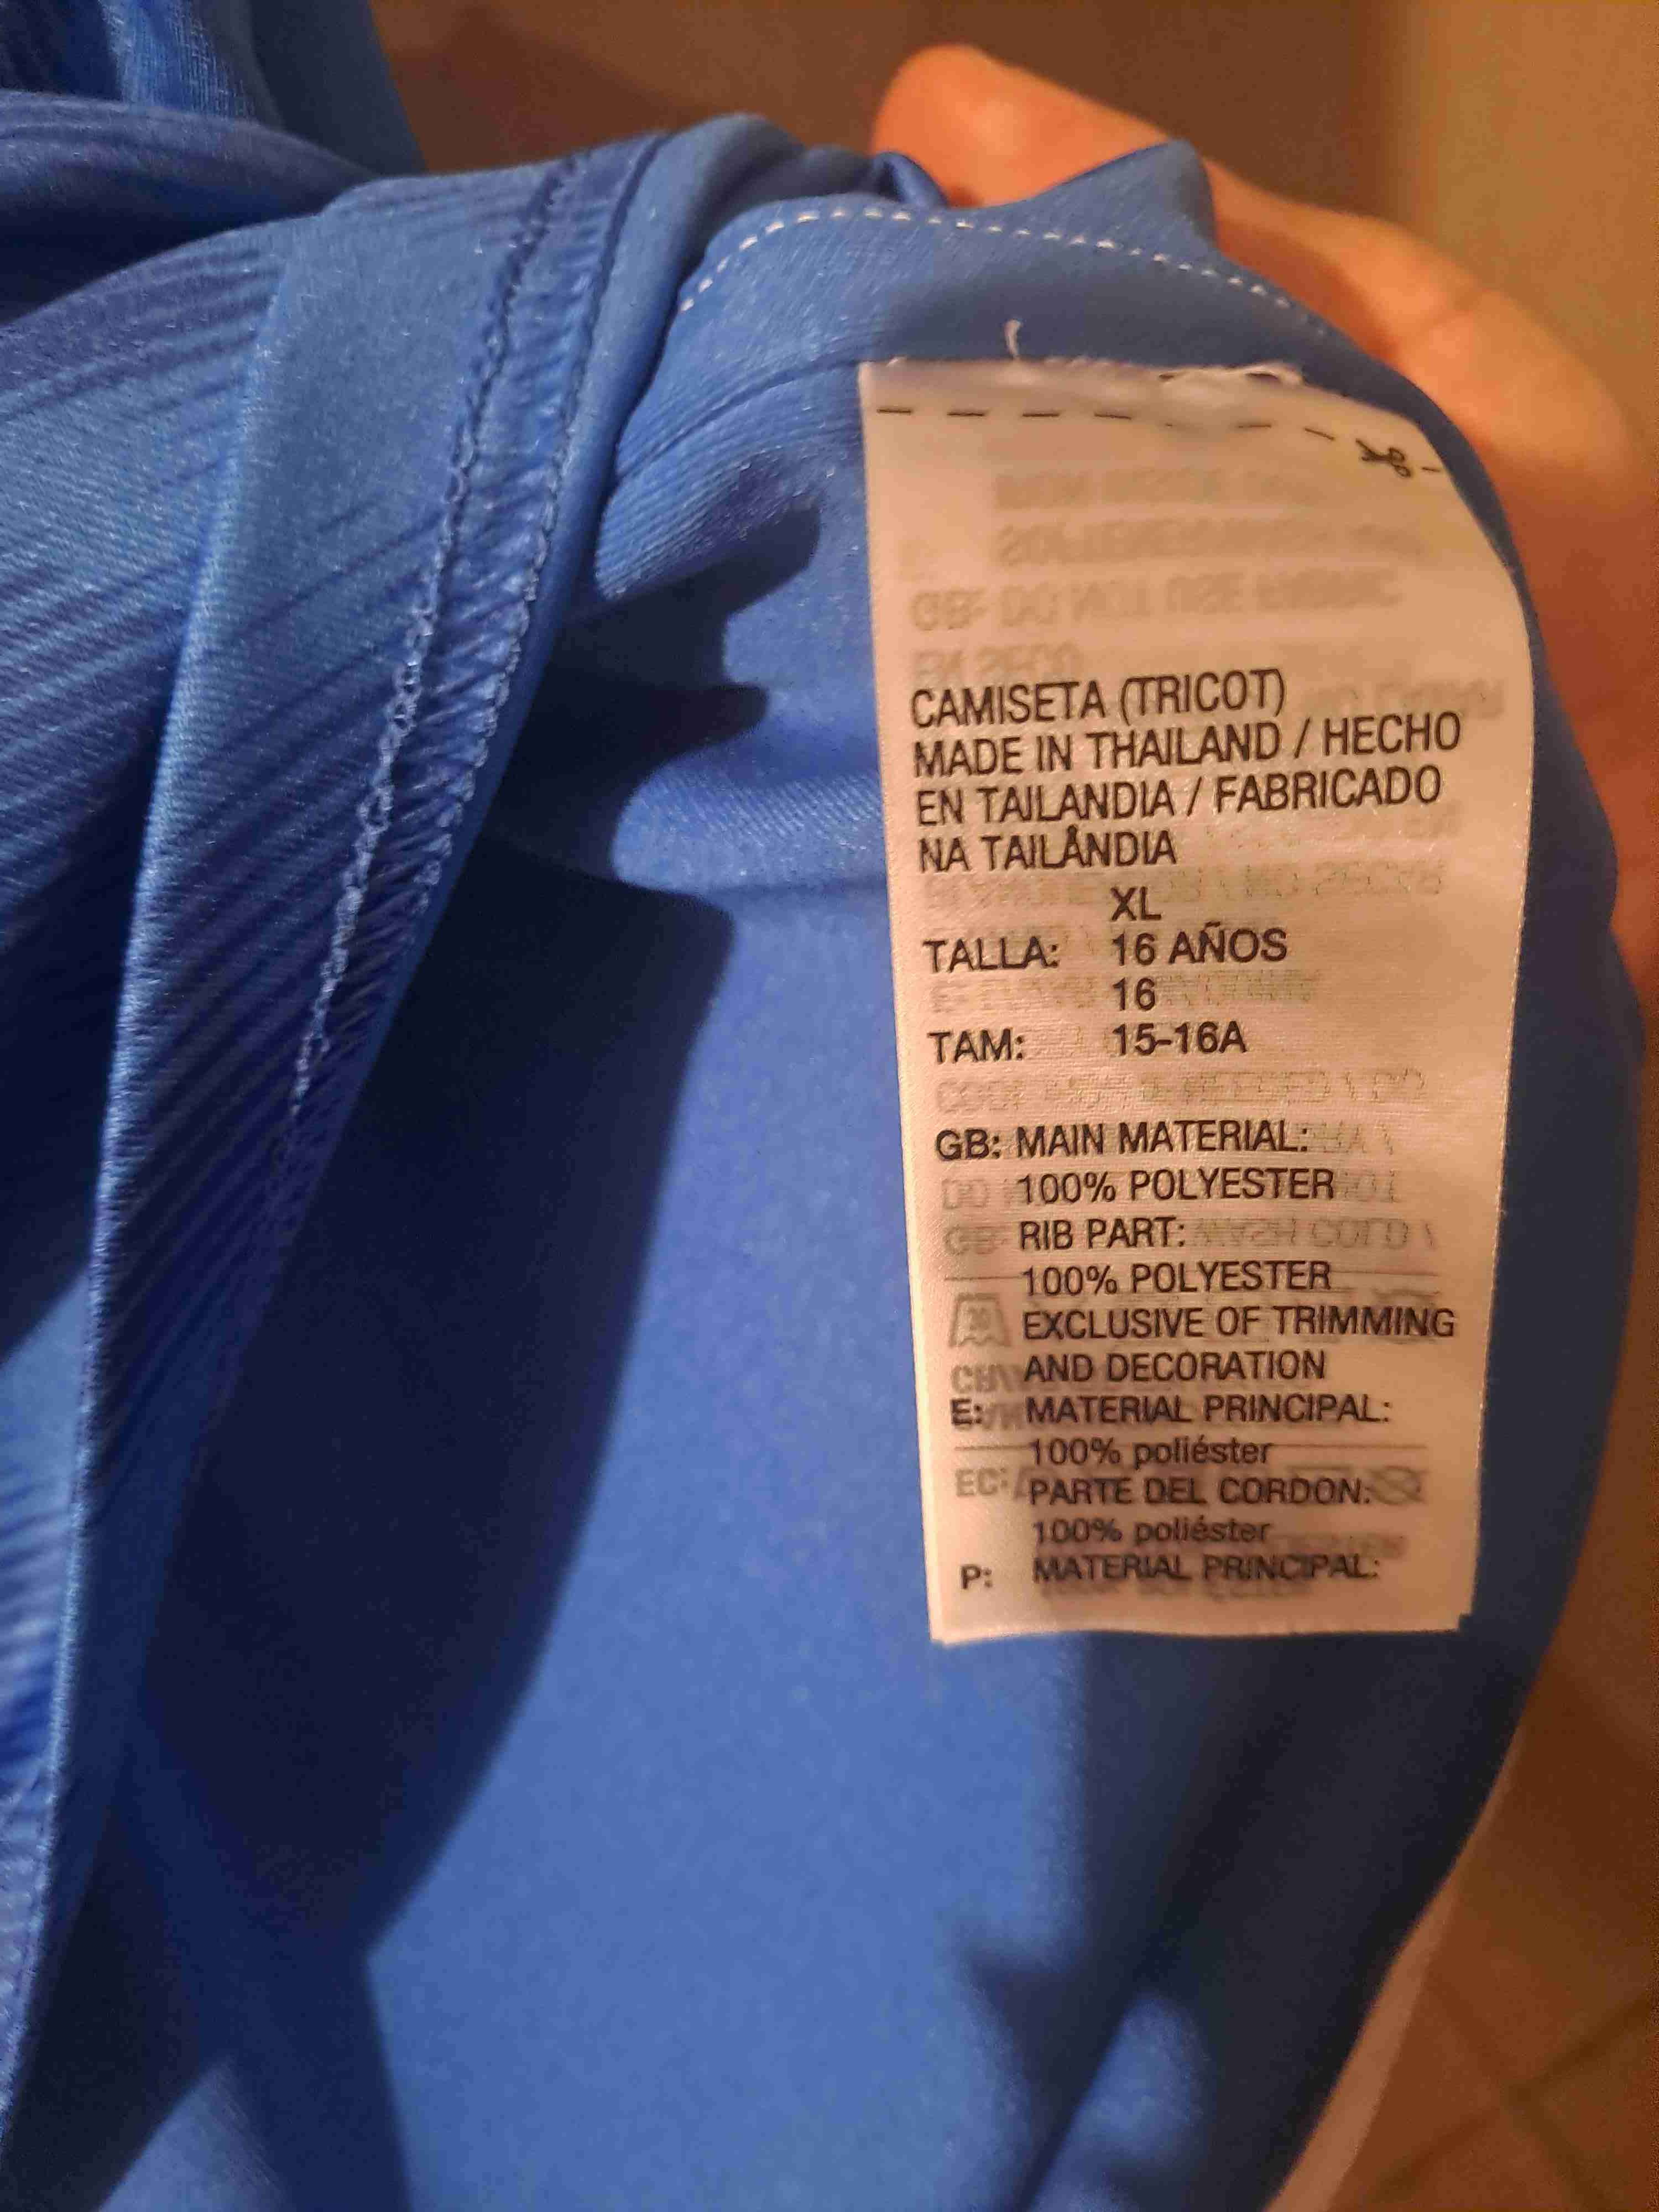 CAMISETA (TRICOT)
MADE IN THAILAND / HECHO
EN TAILANDIA / FABRICADO
NA TAILÂNDIA
XL
TALLA: 16 AÑOS
16
TAM: 15-16A
GB: MAIN MATERIAL:
100% POLYESTER
RIB PART:
100% POLYESTER
EXCLUSIVE OF TRIMMING
AND DECORATION
E: MATERIAL PRINCIPAL:
100% poliéster
PARTE DEL CORDON:
100% poliéster
P: MATERIAL PRINCIPAL: